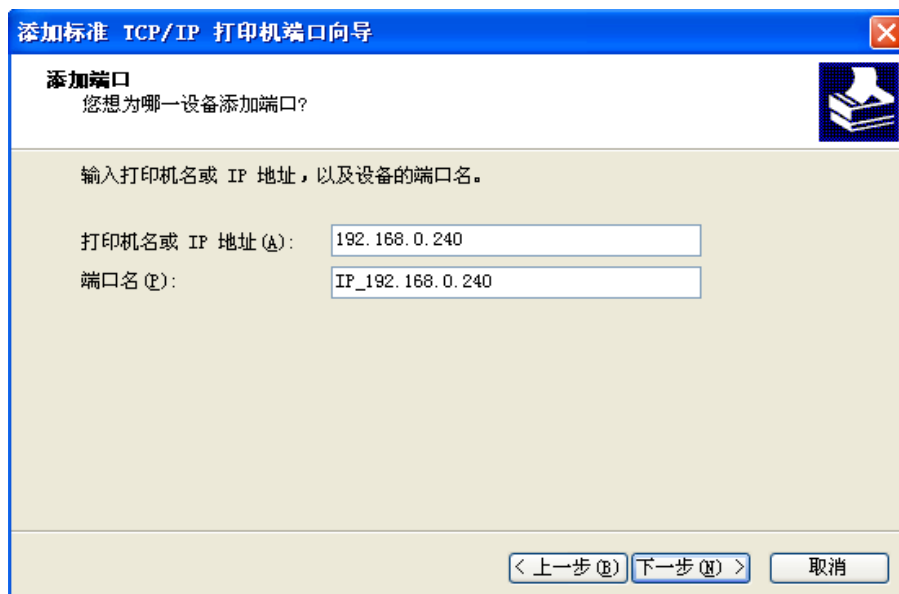 添加标准 TCP/IP 打印机端口向导
添加端口
您想为哪一设备添加端口?
输入打印机名或 IP 地址，以及设备的端口名。
打印机名或 IP 地址(A): 192.168.0.240
端口名(P): IP_192.168.0.240
< 上一步(B) 下一步(N) > 取消